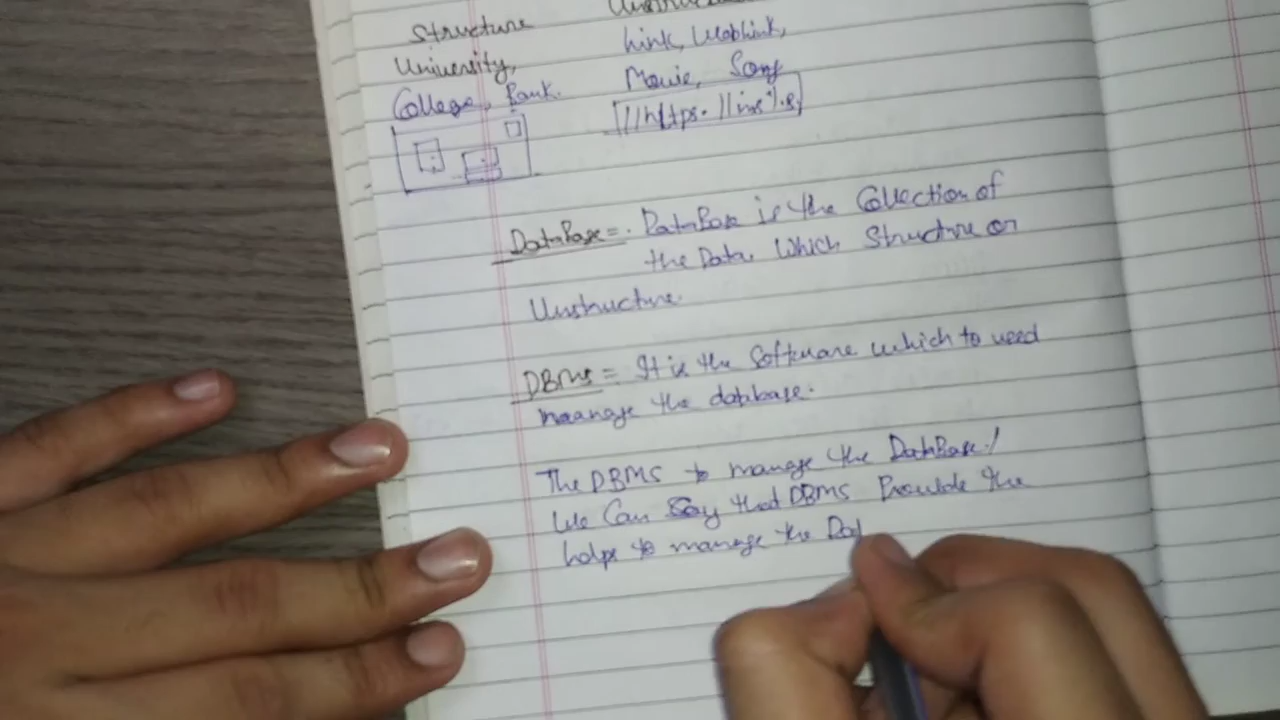 Structure
University,
College, Bank.
Link, Weblink,
Movie, Song
DataBase = DataBase is the Collection of
the Data, Which Structure or
Unstructure.
DBMS = It is the Software which to used
manage the database.
The DBMS to manage the DataBase /
We Can Say that DBMS Provide the
helps to manage the Dat